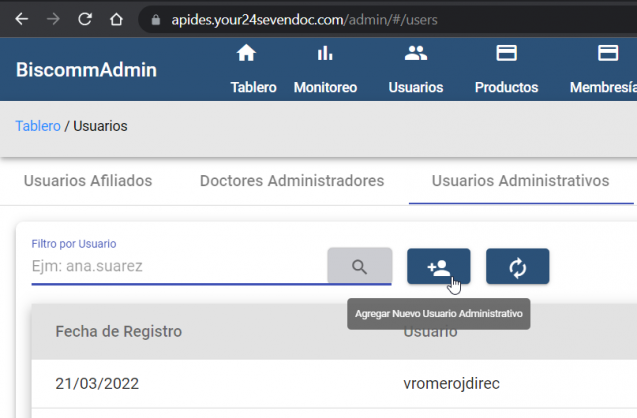 apides.your24sevendoc.com/admin/#/users
BiscommAdmin
Tablero Monitoreo Usuarios Productos Membresía
Tablero / Usuarios
Usuarios Afiliados Doctores Administradores Usuarios Administrativos
Filtro por Usuario
Ejm: ana.suarez
Agregar Nuevo Usuario Administrativo
Fecha de Registro Usuario
21/03/2022 vromerojdirec